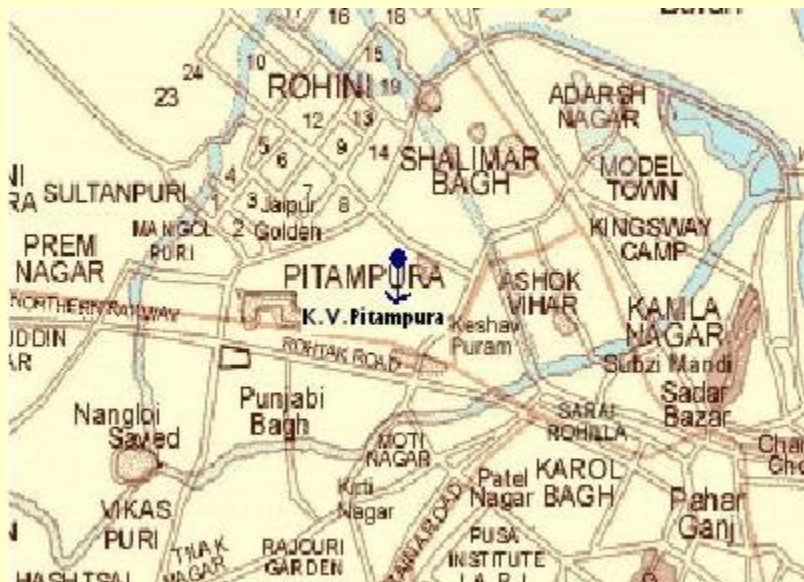 16
18
17
10
15
24
ROHINI
19
23
ADARSH
NAGAR
12
13
5
6
9
14
SHALIMAR
BAGH
MODEL
TOWN
4
SULTANPURI
3
7
8
1
Jaipur
Golden
2
MANGOL
PURI
KINGSWAY
CAMP
PREM
NAGAR
PITAMPURA
ASHOK
VIHAR
NORTHERN RAILWAY
K.V.Pitampura
Keshav
Puram
KAMLA
NAGAR
ROHTAK ROAD
Subzi Mandi
Punjabi
Bagh
Sadar
Bazar
Nangloi
Sayied
SARAI
ROHILLA
MOTI
NAGAR
Patel
Nagar
KAROL
BAGH
Kirti
Nagar
Pahar
Ganj
VIKAS
PURI
TILAK
NAGAR
RAJOURI
GARDEN
PUSA
INSTITUTE
I.A.R.I.